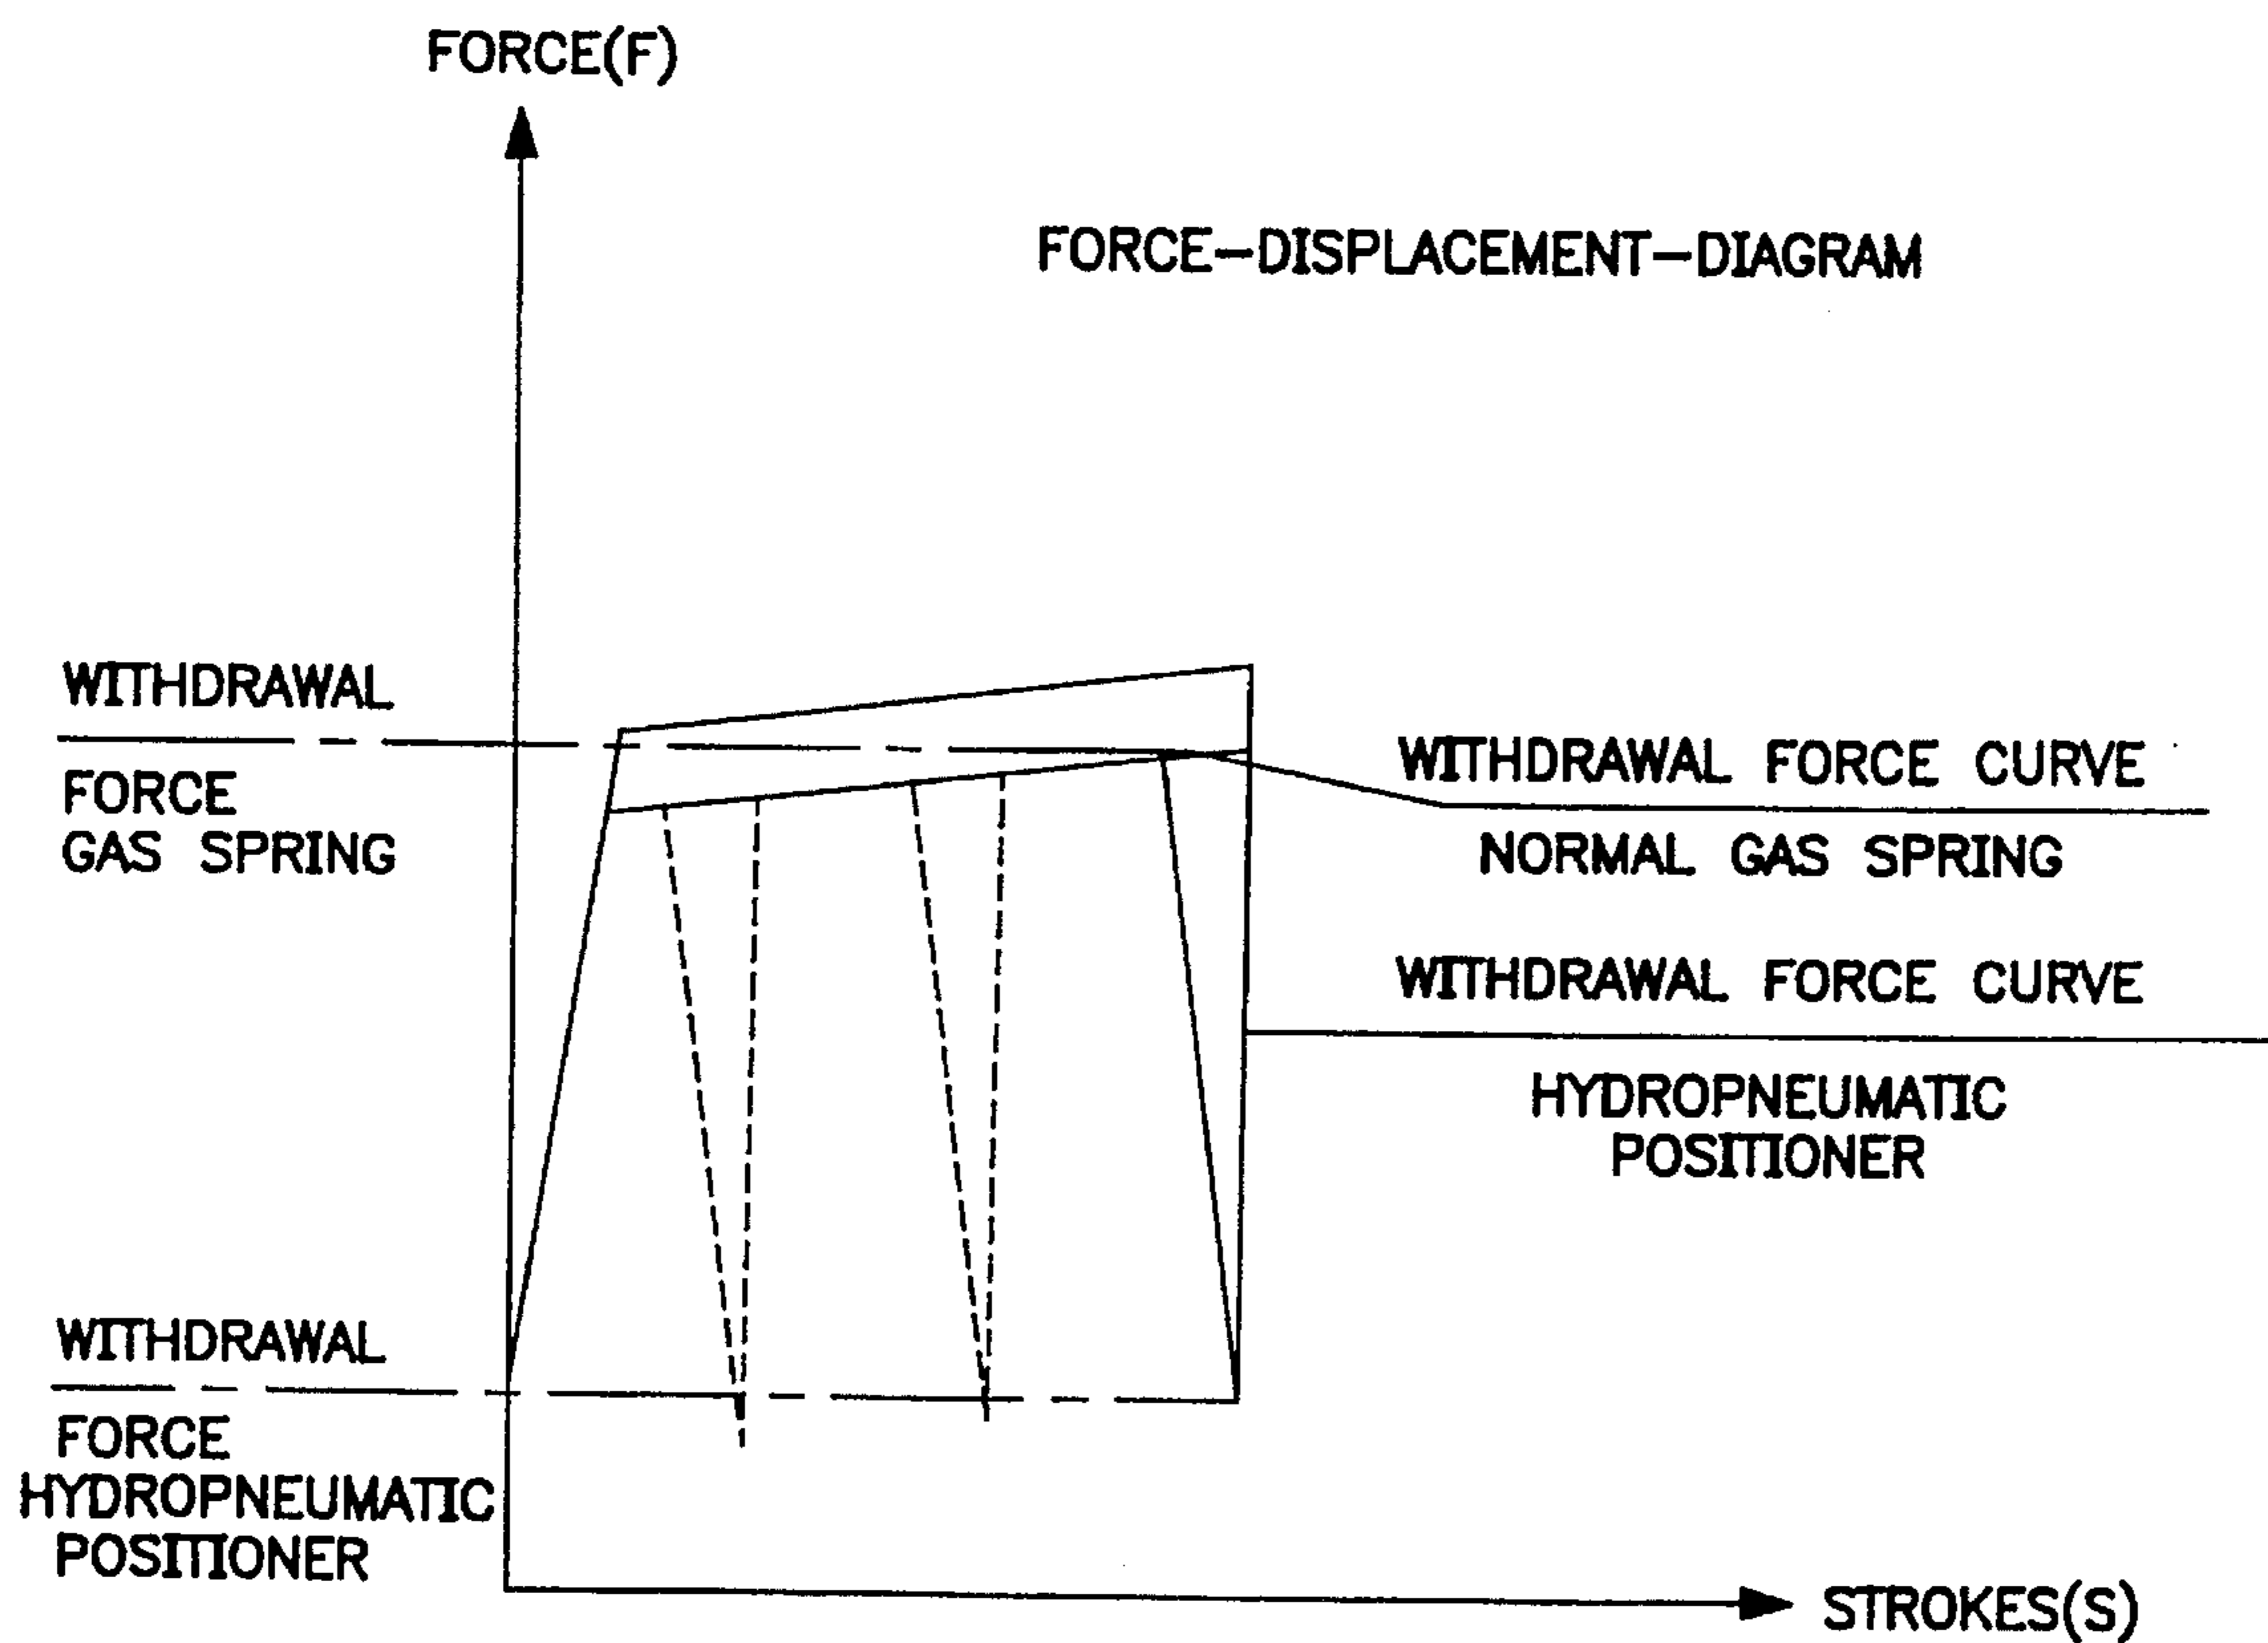 FORCE(F)
FORCE-DISPLACEMENT-DIAGRAM
WITHDRAWAL
FORCE
GAS SPRING
WITHDRAWAL FORCE CURVE
NORMAL GAS SPRING
WITHDRAWAL FORCE CURVE
HYDROPNEUMATIC
POSITIONER
WITHDRAWAL
FORCE
HYDROPNEUMATIC
POSITIONER
STROKES(S)